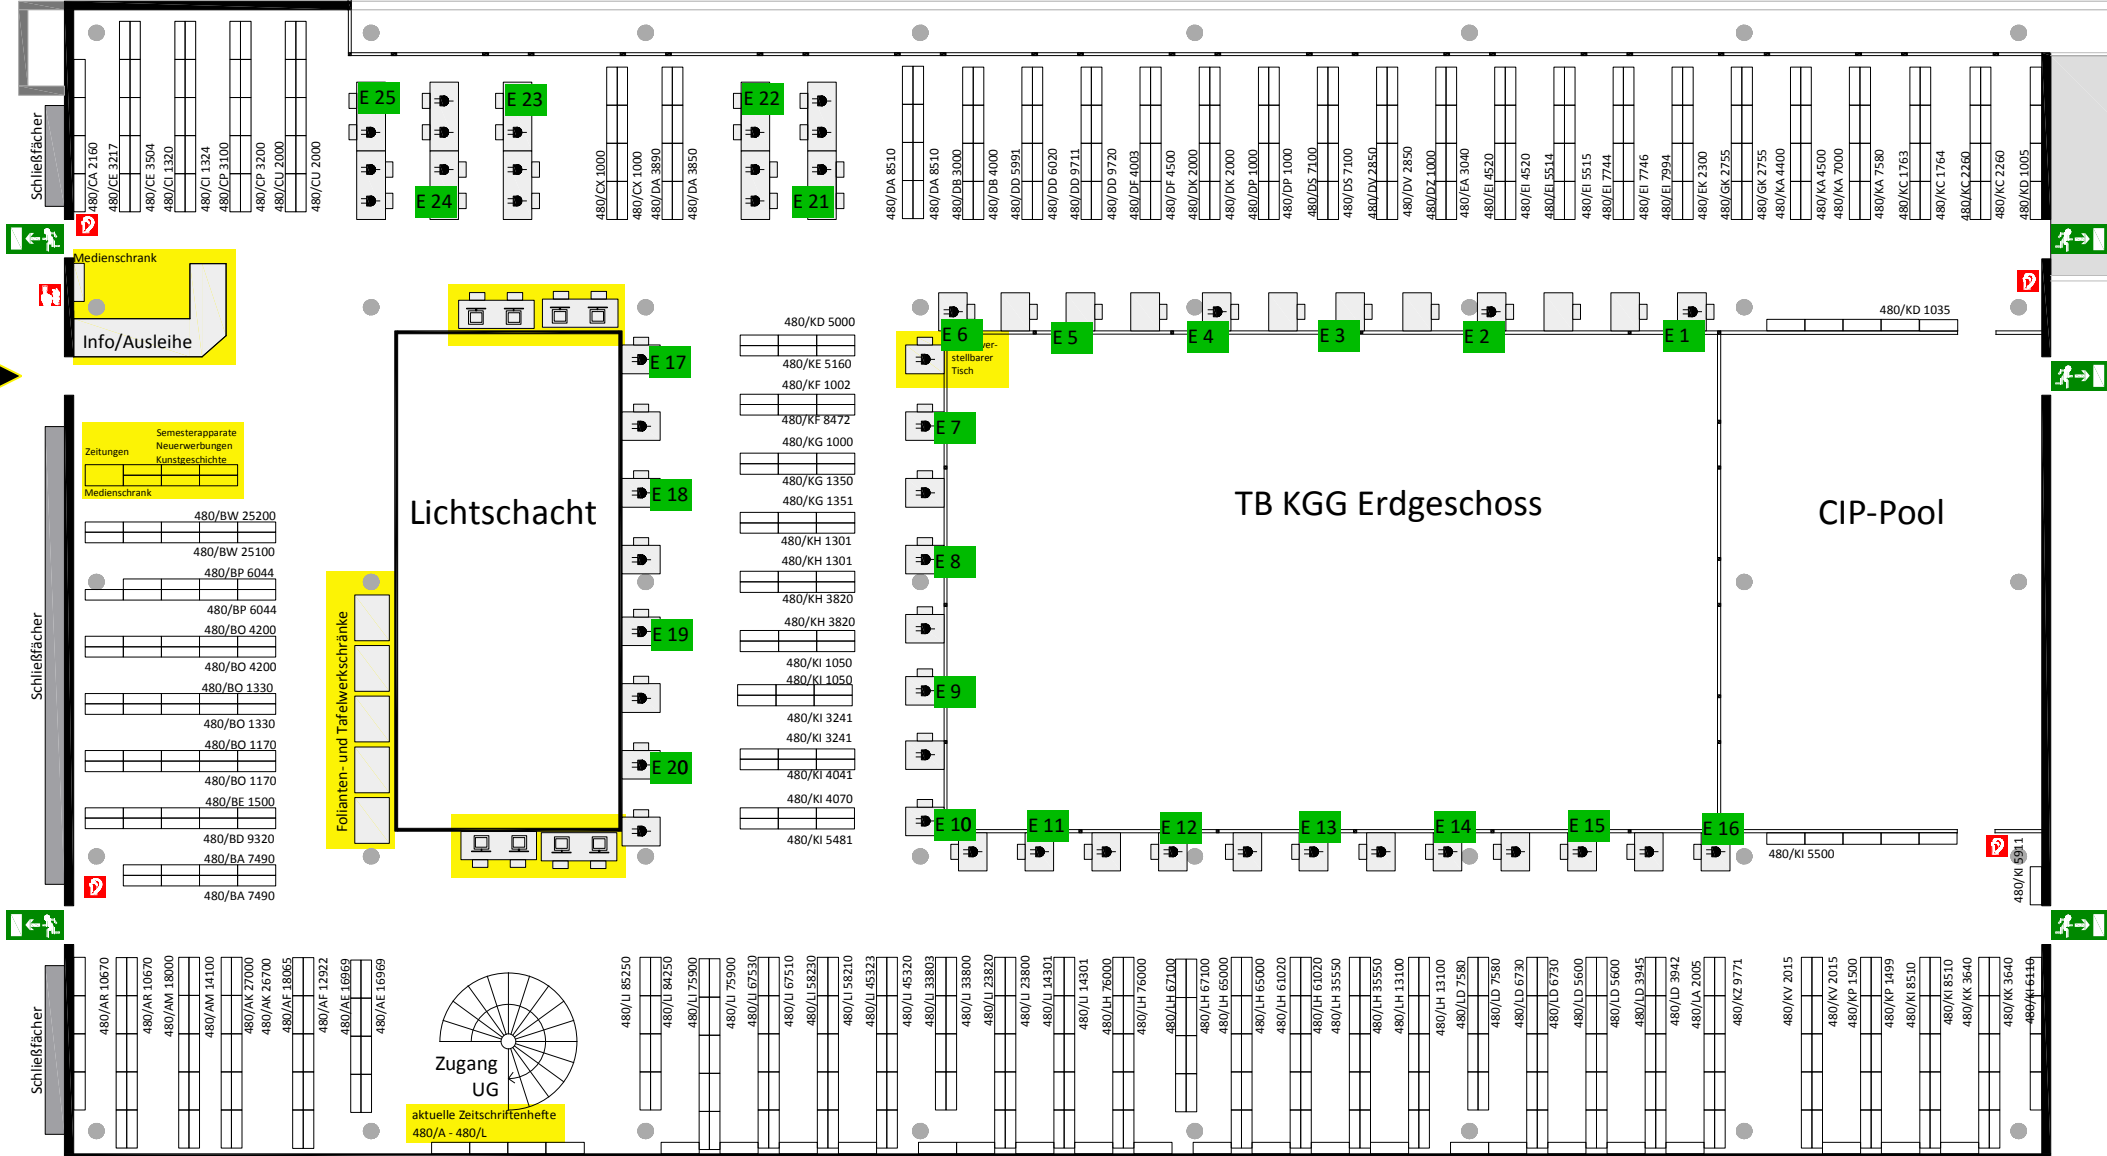 Schließfächer
480/CA 2160
480/CE 3217
480/CE 3504
480/CI 1320
480/CI 1324
480/CP 3100
480/CP 3200
480/CU 2000
480/CU 2000
E 25
E 24
E 23
480/CX 1000
480/CX 1000
480/DA 3890
480/DA 3850
E 22
E 21
480/DA 8510
480/DA 8510
480/DB 3000
480/DB 4000
480/DD 5991
480/DD 6020
480/DD 9711
480/DD 9720
480/DF 4003
480/DF 4500
480/DK 2000
480/DK 2000
480/DP 1000
480/DP 1000
480/DS 7100
480/DS 7100
480/DV 2850
480/DV 2850
480/DZ 1000
480/EA 3040
480/EI 4520
480/EI 4520
480/EI 5514
480/EI 5515
480/EI 7744
480/EI 7746
480/EI 7994
480/EK 2300
480/GK 2755
480/GK 2755
480/KA 4400
480/KA 4500
480/KA 7000
480/KA 7580
480/KC 1763
480/KC 1764
480/KC 2260
480/KC 2260
480/KD 1005
Medienschrank
Info/Ausleihe
Zeitungen
Semesterapparate
Neuerwerbungen
Kunstgeschichte
Medienschrank
Schließfächer
480/BW 25200
480/BW 25100
480/BP 6044
480/BP 6044
480/BO 4200
480/BO 4200
480/BO 1330
480/BO 1330
480/BO 1170
480/BO 1170
480/BE 1500
480/BD 9320
480/BA 7490
480/BA 7490
Folianten- und Tafelwerkschränke
Lichtschacht
E 17
E 18
E 19
E 20
480/KD 5000
480/KE 5160
480/KF 1002
480/KF 8472
480/KG 1000
480/KG 1350
480/KG 1351
480/KH 1301
480/KH 1301
480/KH 3820
480/KH 3820
480/KI 1050
480/KI 1050
480/KI 3241
480/KI 3241
480/KI 4041
480/KI 4070
480/KI 5481
E 6
stellbarer
Tisch
E 5
E 4
E 3
E 2
E 1
480/KD 1035
E 7
E 8
E 9
E 10
TB KGG Erdgeschoss
CIP-Pool
E 11
E 12
E 13
E 14
E 15
E 16
480/KI 5500
480/KI 5911
Schließfächer
480/AR 10670
480/AR 10670
480/AM 18000
480/AM 14100
480/AK 27000
480/AK 26700
480/AF 18065
480/AF 12922
480/AE 16969
480/AE 16969
Zugang
UG
aktuelle Zeitschriftenhefte
480/A - 480/L
480/LI 85250
480/LI 84250
480/LI 75900
480/LI 75900
480/LI 67530
480/LI 67510
480/LI 58230
480/LI 58210
480/LI 45323
480/LI 45320
480/LI 33803
480/LI 33800
480/LI 23820
480/LI 23800
480/LI 14301
480/LI 14301
480/LH 76000
480/LH 76000
480/LH 67100
480/LH 67100
480/LH 65000
480/LH 65000
480/LH 61020
480/LH 61020
480/LH 35550
480/LH 35550
480/LH 13100
480/LH 13100
480/LD 7580
480/LD 7580
480/LD 6730
480/LD 6730
480/LD 5600
480/LD 5600
480/LD 3945
480/LD 3942
480/LA 2005
480/KZ 9771
480/KV 2015
480/KV 2015
480/KP 1500
480/KP 1499
480/KI 8510
480/KI 8510
480/KK 3640
480/KK 3640
480/KI 6110